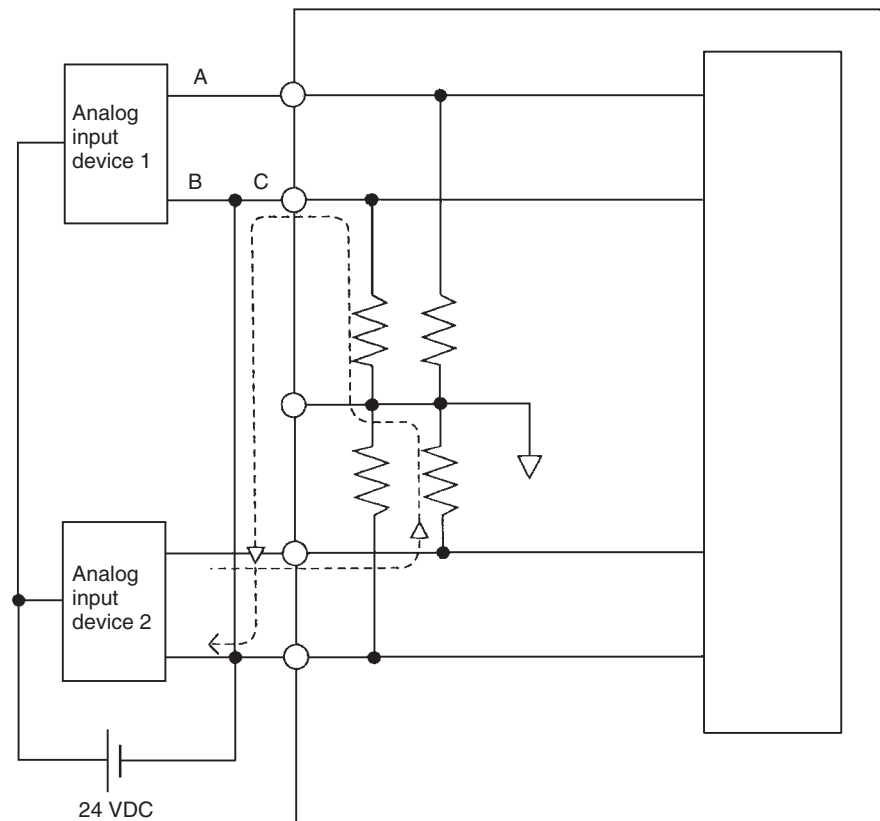 A
Analog
input
device 1
B C
Analog
input
device 2
24 VDC